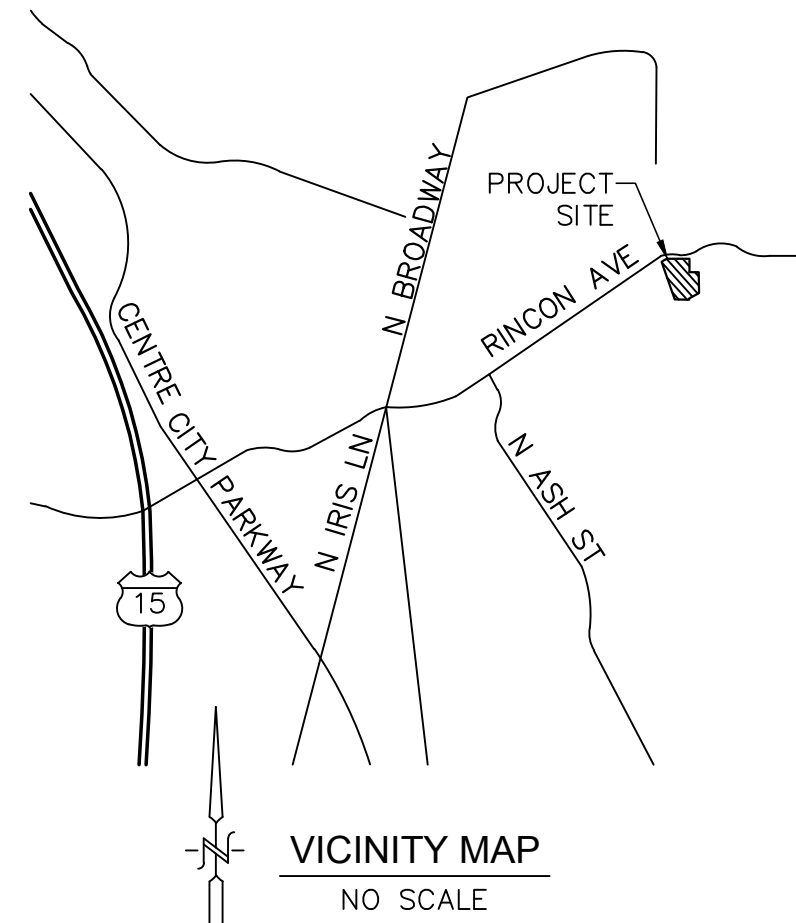 N BROADWAY
PROJECT
SITE
RINCON AVE
CENTRE CITY PARKWAY
N IRIS LN
N ASH ST
15
N
VICINITY MAP
NO SCALE